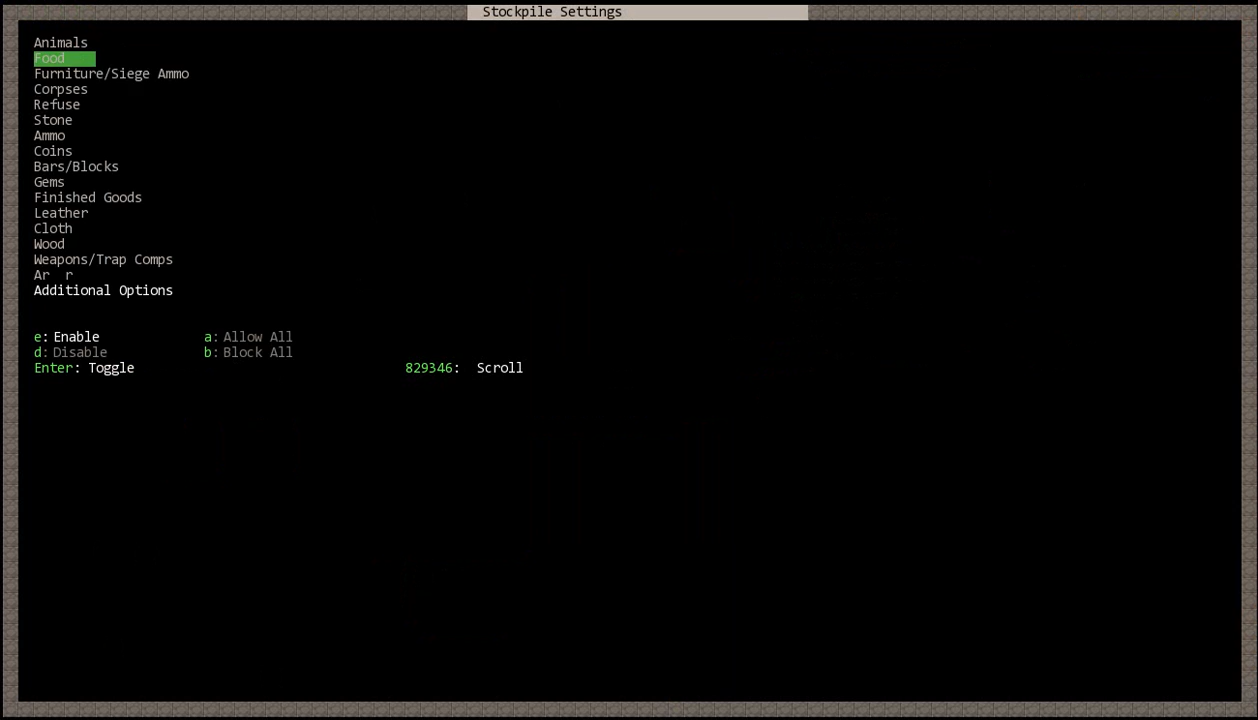 Stockpile Settings
Animals
Food
Furniture/Siege Ammo
Corpses
Refuse
Stone
Ammo
Coins
Bars/Blocks
Gems
Finished Goods
Leather
Cloth
Wood
Weapons/Trap Comps
Ar  r
Additional Options
e: Enable a: Allow All
d: Disable b: Block All
Enter: Toggle 829346: Scroll